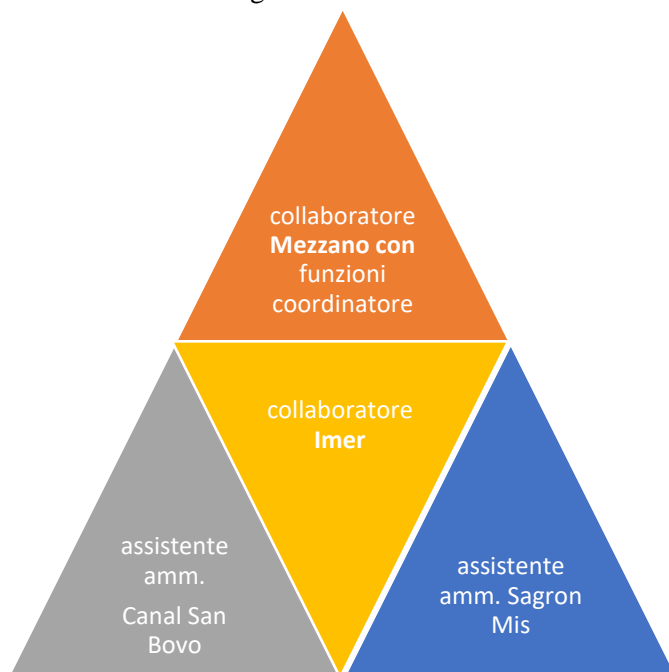 collaboratore
Mezzano con
funzioni
coordinatore
collaboratore
Imer
assistente
amm.
Canal San
Bovo
assistente
amm. Sagron
Mis